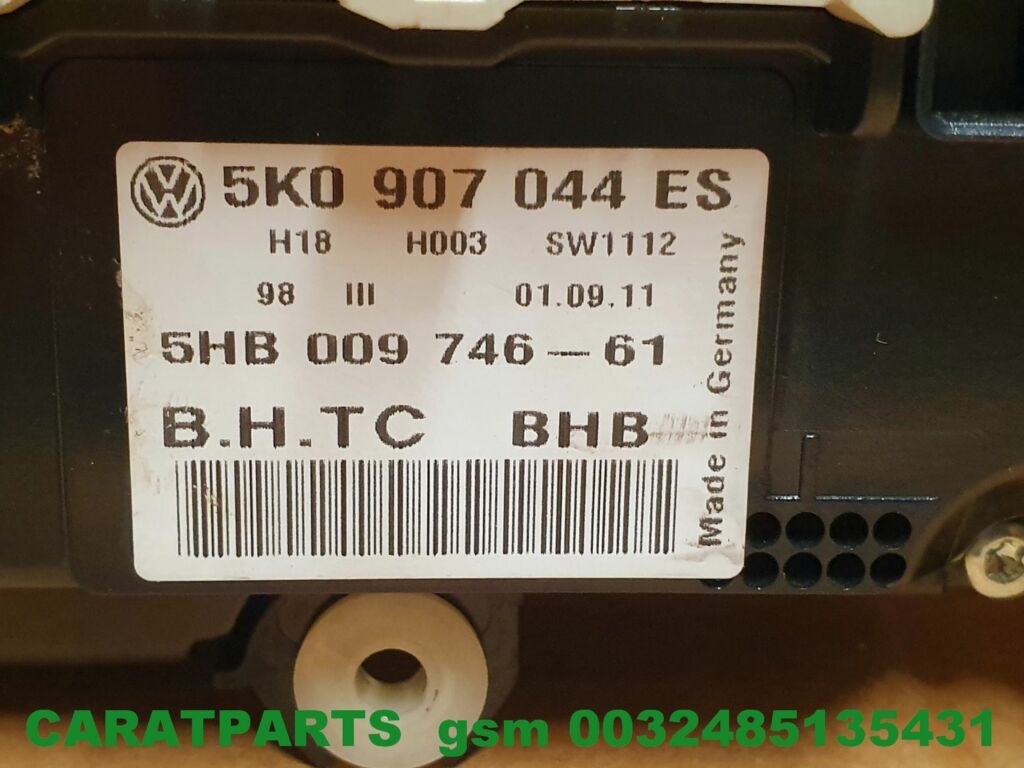 5K0 907 044 ES
H18 H003 SW1112
98 III 01.09.11
5HB 009 746-61
B.H.TC BHB
Made in Germany
CARATPARTS gsm 0032485135431